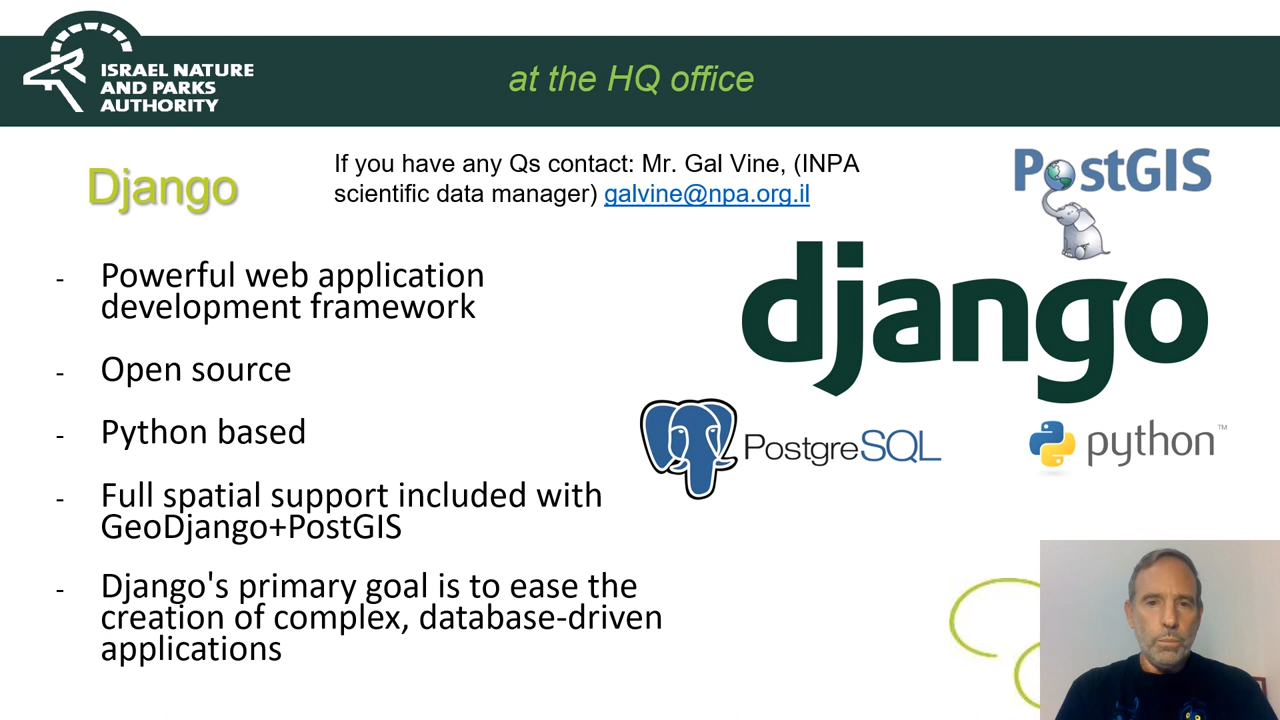 ISRAEL NATURE
AND PARKS
AUTHORITY
at the HQ office
Django
If you have any Qs contact: Mr. Gal Vine, (INPA
scientific data manager) galvine@npa.org.il
PostGIS
django
PostgreSQL
python™
- Powerful web application
development framework
- Open source
- Python based
- Full spatial support included with
GeoDjango+PostGIS
- Django's primary goal is to ease the
creation of complex, database-driven
applications